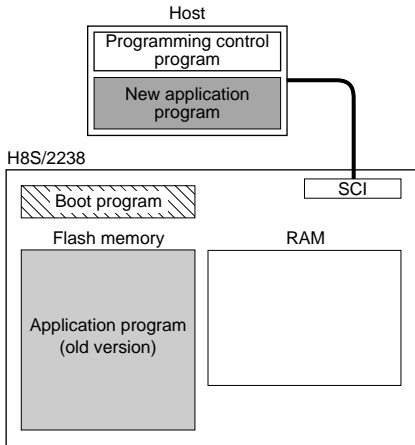 Host
Programming control
program
New application
program
H8S/2238
SCI
Boot program
Flash memory
RAM
Application program
(old version)